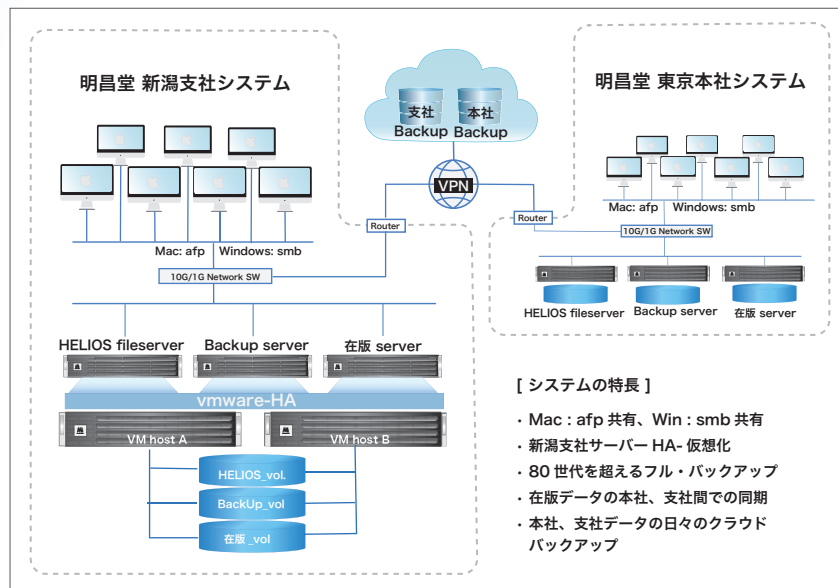 明昌堂 新潟支社システム
支社 本社
Backup Backup
明昌堂 東京本社システム
VPN
Router
Router
Mac: afp Windows: smb
10G/1G Network SW
Mac: afp Windows: smb
10G/1G Network SW
HELIOS fileserver Backup server 在版 server
HELIOS fileserver Backup server 在版 server
vmware-HA
VM host A VM host B
HELIOS_vol.
BackUp_vol
在版 _vol
[ システムの特長 ]
・Mac : afp 共有、Win : smb 共有
・新潟支社サーバー HA- 仮想化
・80 世代を超えるフル・バックアップ
・在版データの本社、支社間での同期
・本社、支社データの日々のクラウド
バックアップ